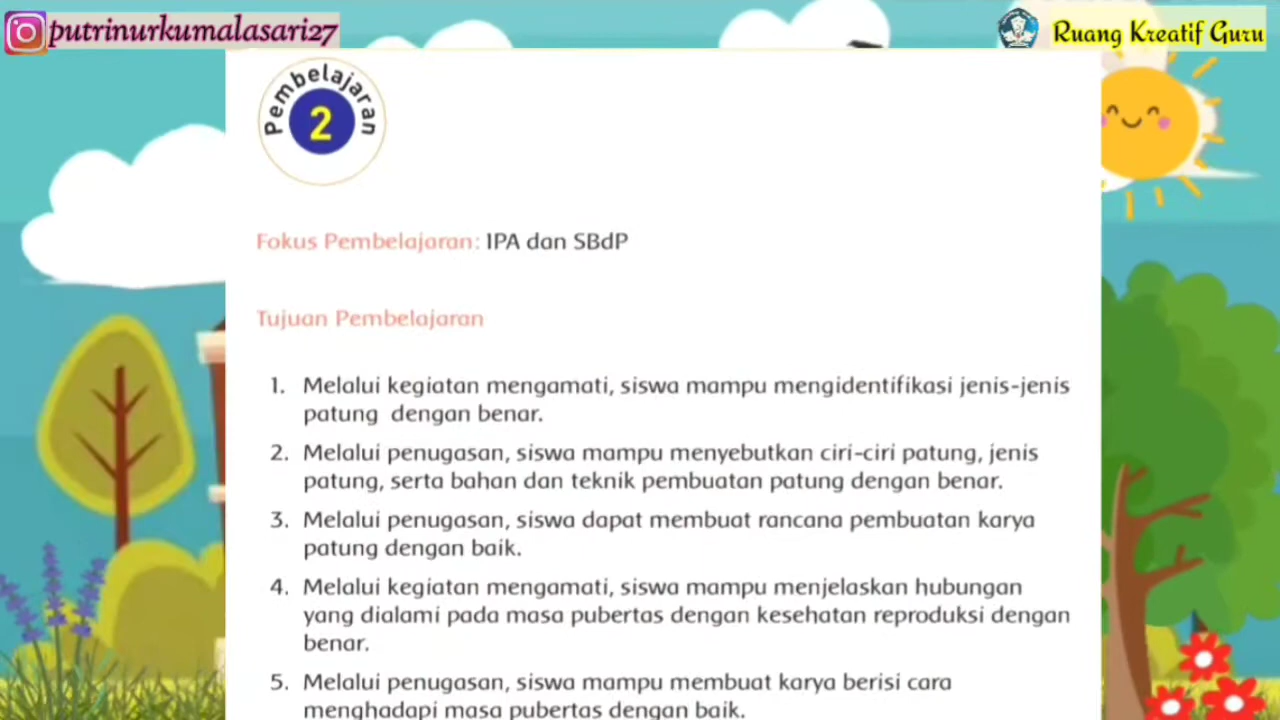 putrinurkumalasari27
Ruang Kreatif Guru
Pembelajaran
2
Fokus Pembelajaran: IPA dan SBdP
Tujuan Pembelajaran
1. Melalui kegiatan mengamati, siswa mampu mengidentifikasi jenis-jenis
patung dengan benar.
2. Melalui penugasan, siswa mampu menyebutkan ciri-ciri patung, jenis
patung, serta bahan dan teknik pembuatan patung dengan benar.
3. Melalui penugasan, siswa dapat membuat rancana pembuatan karya
patung dengan baik.
4. Melalui kegiatan mengamati, siswa mampu menjelaskan hubungan
yang dialami pada masa pubertas dengan kesehatan reproduksi dengan
benar.
5. Melalui penugasan, siswa mampu membuat karya berisi cara
menghadapi masa pubertas dengan baik.